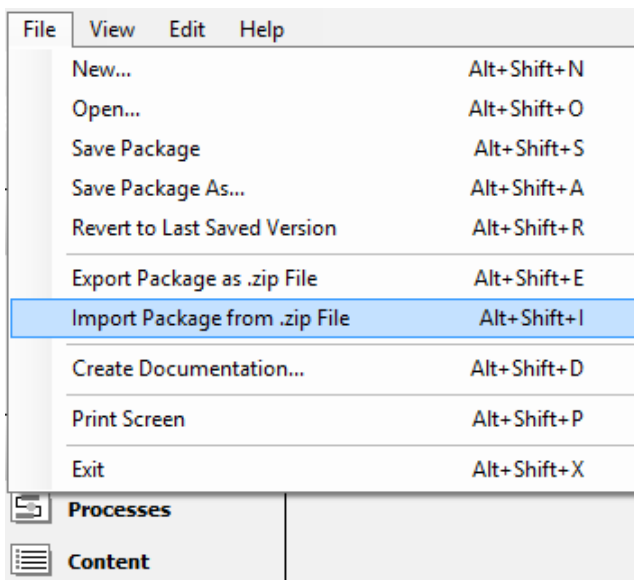 File View Edit Help
New... Alt+Shift+N
Open... Alt+Shift+O
Save Package Alt+Shift+S
Save Package As... Alt+Shift+A
Revert to Last Saved Version Alt+Shift+R
Export Package as .zip File Alt+Shift+E
Import Package from .zip File Alt+Shift+I
Create Documentation... Alt+Shift+D
Print Screen Alt+Shift+P
Exit Alt+Shift+X
Processes
Content